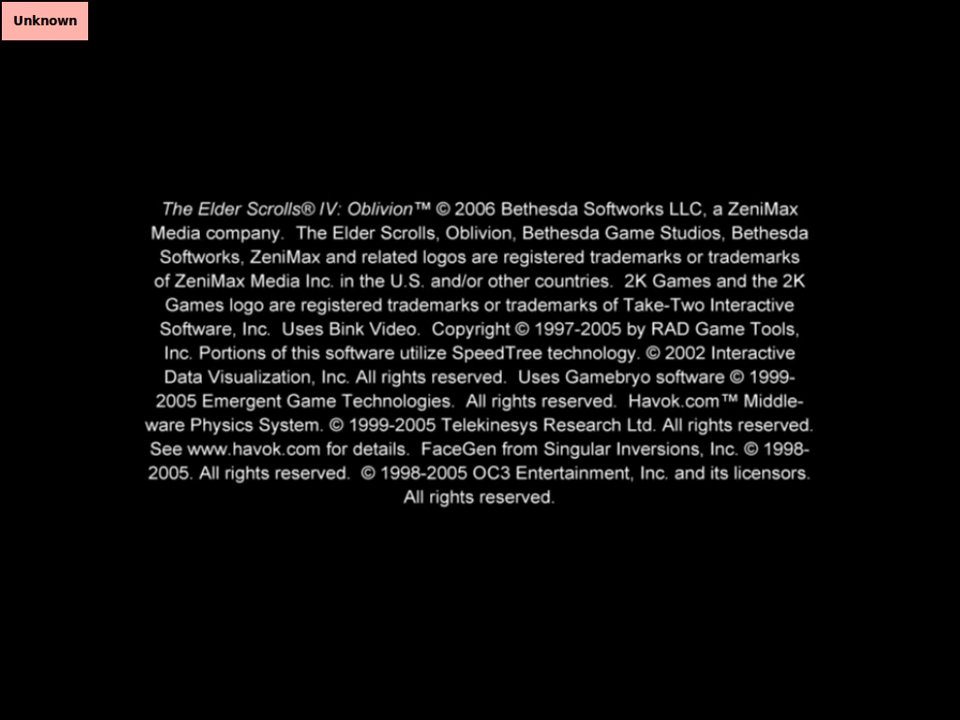 Unknown
The Elder Scrolls® IV: Oblivion™ © 2006 Bethesda Softworks LLC, a ZeniMax
Media company.  The Elder Scrolls, Oblivion, Bethesda Game Studios, Bethesda
Softworks, ZeniMax and related logos are registered trademarks or trademarks
of ZeniMax Media Inc. in the U.S. and/or other countries.  2K Games and the 2K
Games logo are registered trademarks or trademarks of Take-Two Interactive
Software, Inc.  Uses Bink Video.  Copyright © 1997-2005 by RAD Game Tools,
Inc. Portions of this software utilize SpeedTree technology. © 2002 Interactive
Data Visualization, Inc. All rights reserved.  Uses Gamebryo software © 1999-
2005 Emergent Game Technologies.  All rights reserved.  Havok.com™ Middle-
ware Physics System. © 1999-2005 Telekinesys Research Ltd. All rights reserved.
See www.havok.com for details.  FaceGen from Singular Inversions, Inc. © 1998-
2005. All rights reserved.  © 1998-2005 OC3 Entertainment, Inc. and its licensors.
All rights reserved.